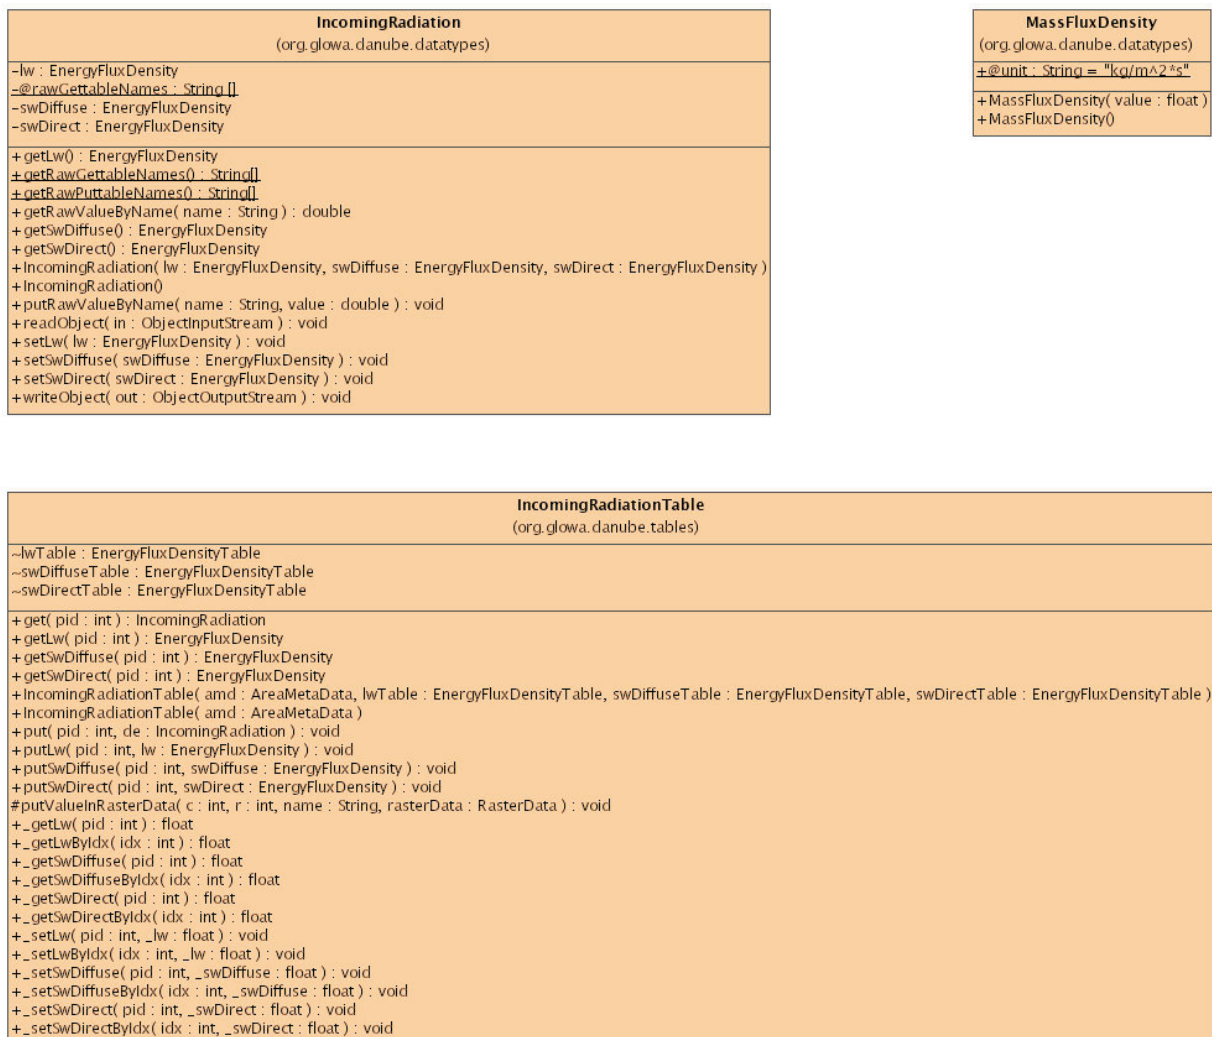 IncomingRadiation
(org.glowa.danube.datatypes)
-lw : EnergyFluxDensity
-@rawGettableNames : String []
-swDiffuse : EnergyFluxDensity
-swDirect : EnergyFluxDensity
+getLw() : EnergyFluxDensity
+getRawGettableNames() : String[]
+getRawPuttableNames() : String[]
+getRawValueByName( name : String ) : double
+getSwDiffuse() : EnergyFluxDensity
+getSwDirect() : EnergyFluxDensity
+IncomingRadiation( lw : EnergyFluxDensity, swDiffuse : EnergyFluxDensity, swDirect : EnergyFluxDensity )
+IncomingRadiation()
+putRawValueByName( name : String, value : double ) : void
+readObject( in : ObjectInputStream ) : void
+setLw( lw : EnergyFluxDensity ) : void
+setSwDiffuse( swDiffuse : EnergyFluxDensity ) : void
+setSwDirect( swDirect : EnergyFluxDensity ) : void
+writeObject( out : ObjectOutputStream ) : void
MassFluxDensity
(org.glowa.danube.datatypes)
+@unit : String = "kg/m^2*s"
+MassFluxDensity( value : float )
+MassFluxDensity()
IncomingRadiationTable
(org.glowa.danube.tables)
~lwTable : EnergyFluxDensityTable
~swDiffuseTable : EnergyFluxDensityTable
~swDirectTable : EnergyFluxDensityTable
+get( pid : int ) : IncomingRadiation
+getLw( pid : int ) : EnergyFluxDensity
+getSwDiffuse( pid : int ) : EnergyFluxDensity
+getSwDirect( pid : int ) : EnergyFluxDensity
+IncomingRadiationTable( amd : AreaMetaData, lwTable : EnergyFluxDensityTable, swDiffuseTable : EnergyFluxDensityTable, swDirectTable : EnergyFluxDensityTable )
+IncomingRadiationTable( amd : AreaMetaData )
+put( pid : int, de : IncomingRadiation ) : void
+putLw( pid : int, lw : EnergyFluxDensity ) : void
+putSwDiffuse( pid : int, swDiffuse : EnergyFluxDensity ) : void
+putSwDirect( pid : int, swDirect : EnergyFluxDensity ) : void
#putValueInRasterData( c : int, r : int, name : String, rasterData : RasterData ) : void
+_getLw( pid : int ) : float
+_getLwByIdx( idx : int ) : float
+_getSwDiffuse( pid : int ) : float
+_getSwDiffuseByIdx( idx : int ) : float
+_getSwDirect( pid : int ) : float
+_getSwDirectByIdx( idx : int ) : float
+_setLw( pid : int, _lw : float ) : void
+_setLwByIdx( idx : int, _lw : float ) : void
+_setSwDiffuse( pid : int, _swDiffuse : float ) : void
+_setSwDiffuseByIdx( idx : int, _swDiffuse : float ) : void
+_setSwDirect( pid : int, _swDirect : float ) : void
+_setSwDirectByIdx( idx : int, _swDirect : float ) : void